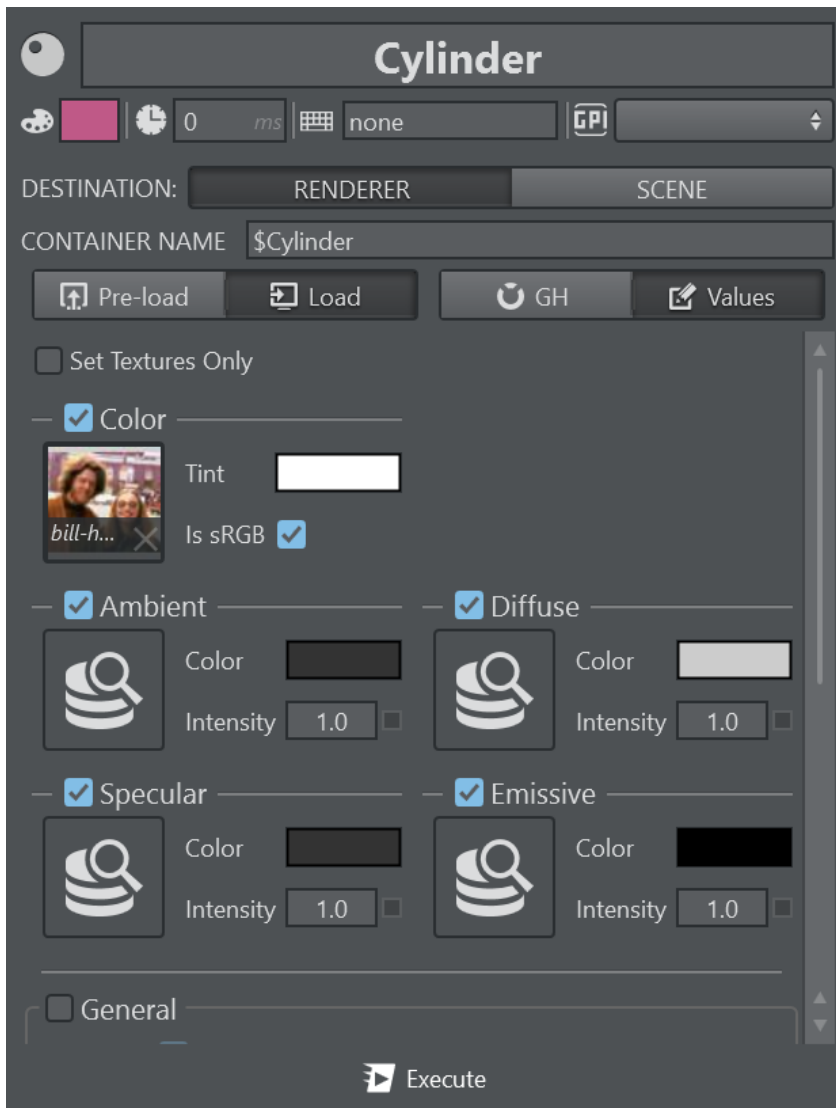 Cylinder
0 ms none GPI
DESTINATION: RENDERER SCENE
CONTAINER NAME $Cylinder
Pre-load Load GH Values
Set Textures Only
Color
Tint
bill-h... Is sRGB
Ambient Diffuse
Color Color
Intensity 1.0 Intensity 1.0
Specular Emissive
Color Color
Intensity 1.0 Intensity 1.0
General
Execute